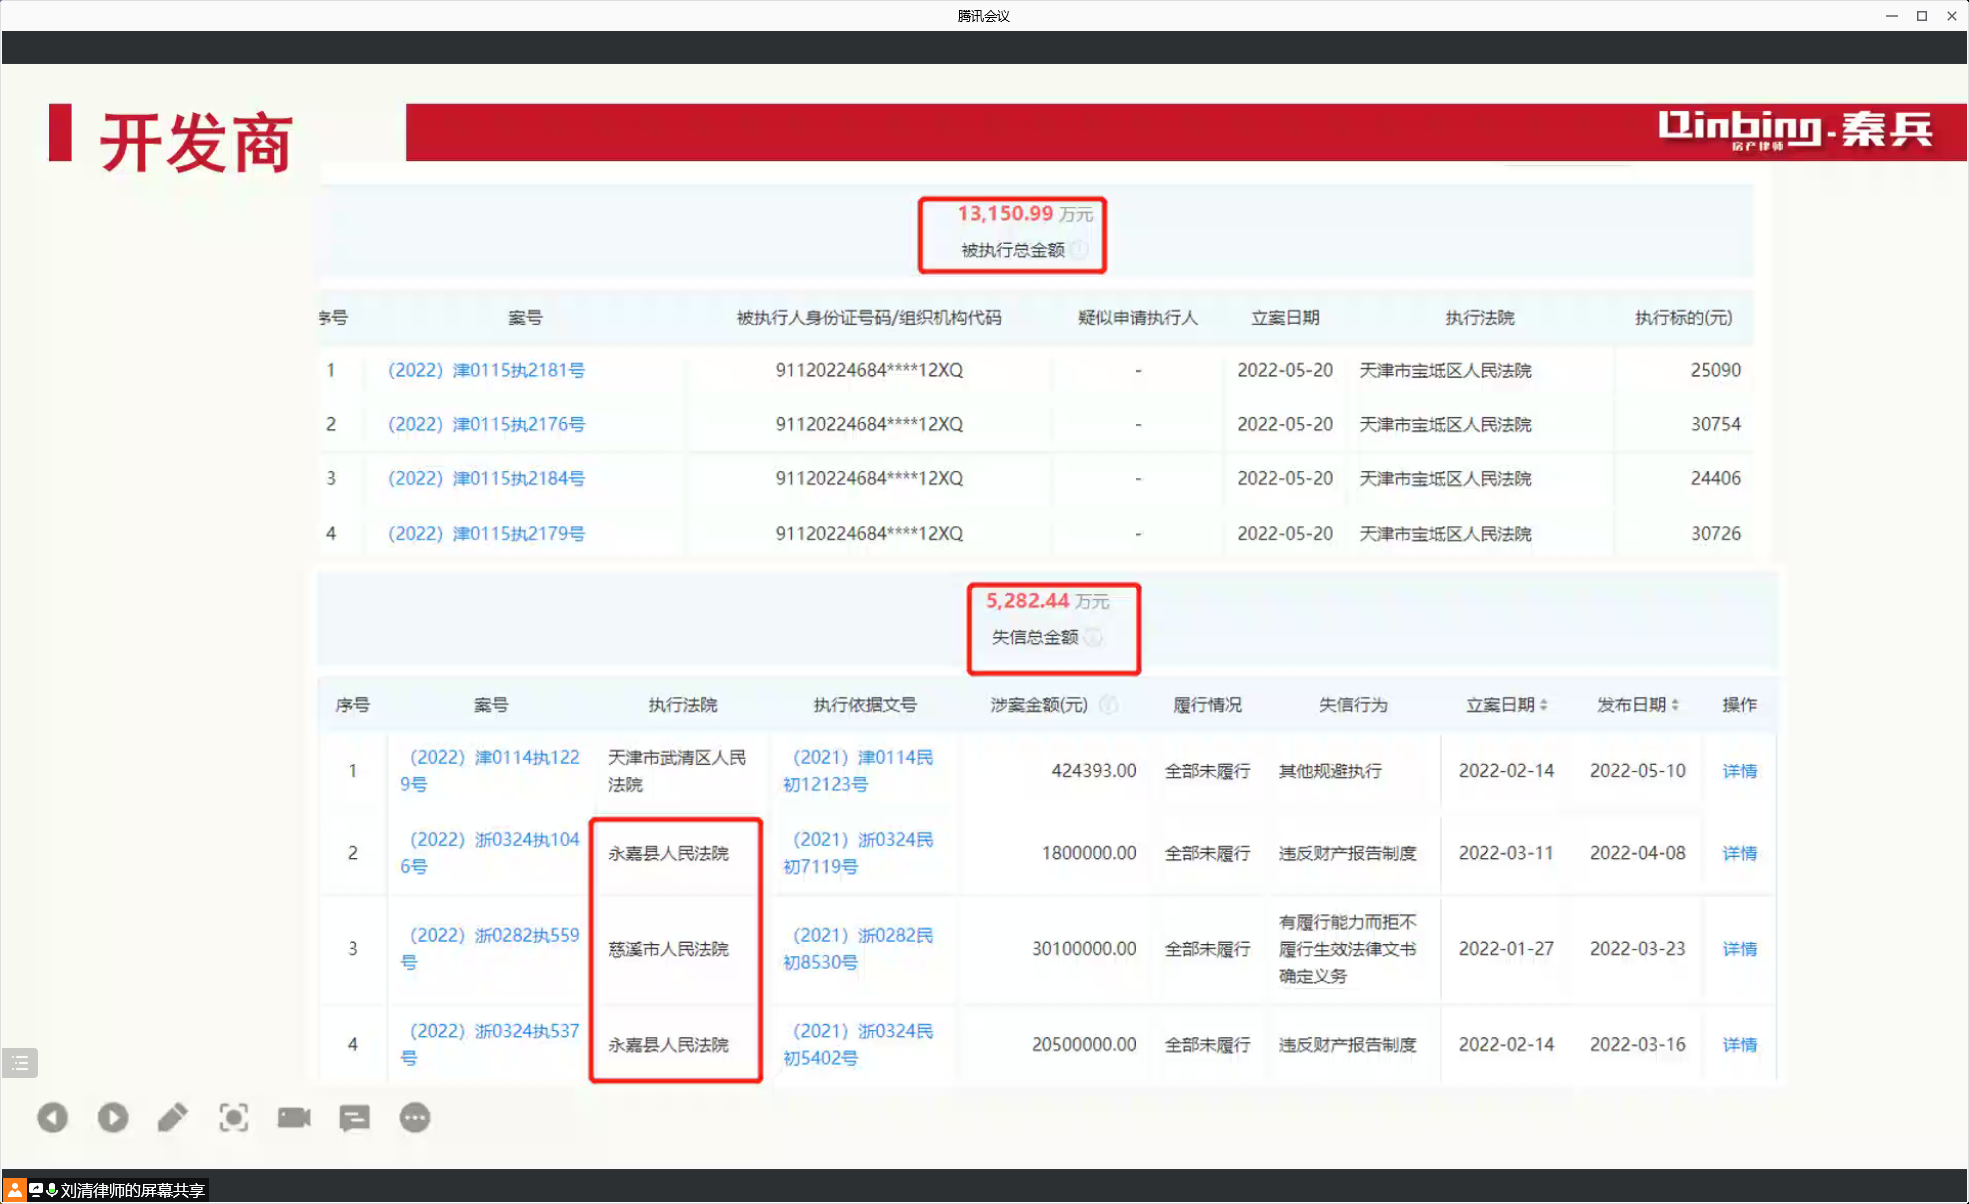 腾讯会议
开发商
Qinbing-秦兵
房产律师
13,150.99 万元
被执行总金额
序号 案号 被执行人身份证号码/组织机构代码 疑似申请执行人 立案日期 执行法院 执行标的(元)
1 （2022）津0115执2181号 91120224684****12XQ - 2022-05-20 天津市宝坻区人民法院 25090
2 （2022）津0115执2176号 91120224684****12XQ - 2022-05-20 天津市宝坻区人民法院 30754
3 （2022）津0115执2184号 91120224684****12XQ - 2022-05-20 天津市宝坻区人民法院 24406
4 （2022）津0115执2179号 91120224684****12XQ - 2022-05-20 天津市宝坻区人民法院 30726
5,282.44 万元
失信总金额
序号 案号 执行法院 执行依据文号 涉案金额(元) 履行情况 失信行为 立案日期 发布日期 操作
（2022）津0114执122 天津市武清区人民 （2021）津0114民
1 424393.00 全部未履行 其他规避执行 2022-02-14 2022-05-10 详情
9号 法院 初12123号
（2022）浙0324执104 （2021）浙0324民
2 永嘉县人民法院 1800000.00 全部未履行 违反财产报告制度 2022-03-11 2022-04-08 详情
6号 初7119号
有履行能力而拒不
（2022）浙0282执559 （2021）浙0282民
3 慈溪市人民法院 30100000.00 全部未履行 履行生效法律文书 2022-01-27 2022-03-23 详情
号 初8530号
确定义务
（2022）浙0324执537 （2021）浙0324民
4 永嘉县人民法院 20500000.00 全部未履行 违反财产报告制度 2022-02-14 2022-03-16 详情
号 初5402号
刘清律师的屏幕共享